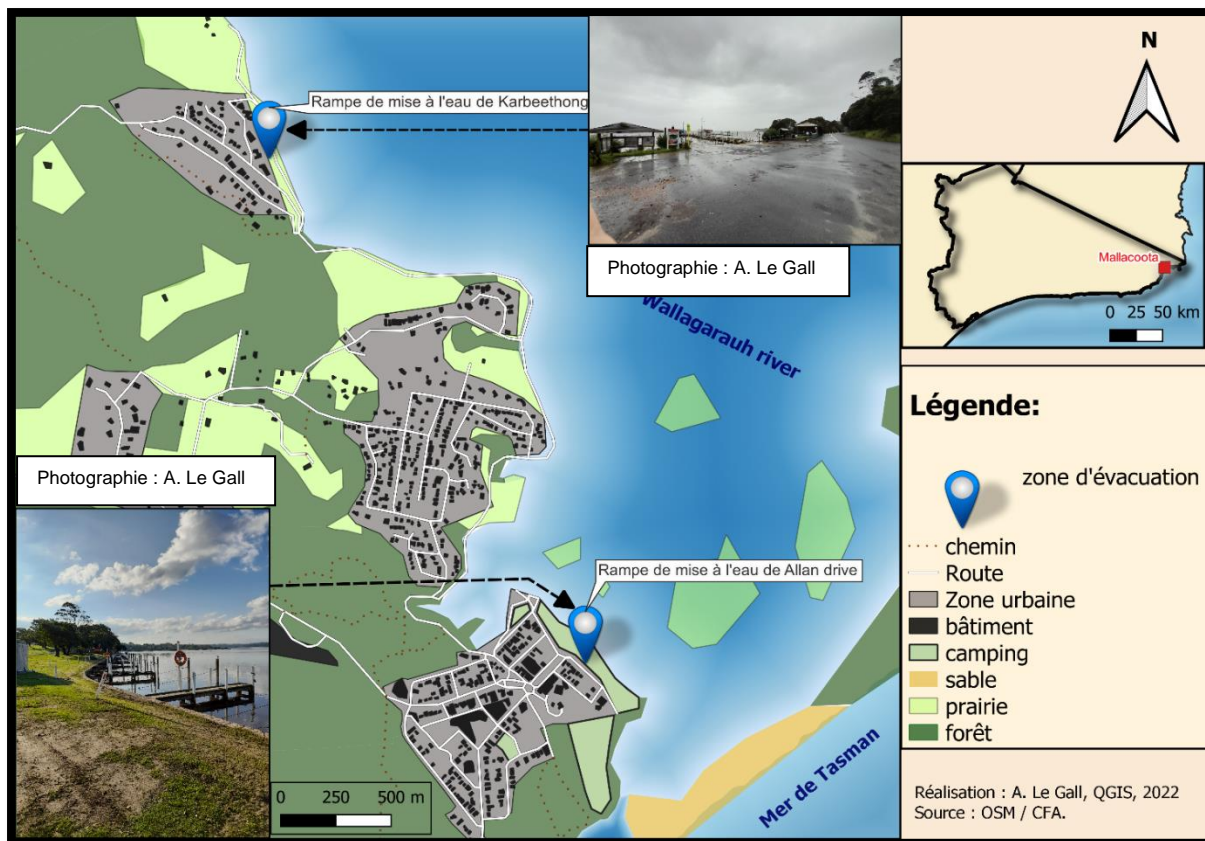 Rampe de mise à l'eau de Karbeethong
Photographie : A. Le Gall
Wallagarauh river
Photographie : A. Le Gall
Rampe de mise à l'eau de Allan drive
Mer de Tasman
0 250 500 m
N
Mallacoota
0 25 50 km
Légende:
zone d'évacuation
chemin
Route
Zone urbaine
bâtiment
camping
sable
prairie
forêt
Réalisation : A. Le Gall, QGIS, 2022
Source : OSM / CFA.